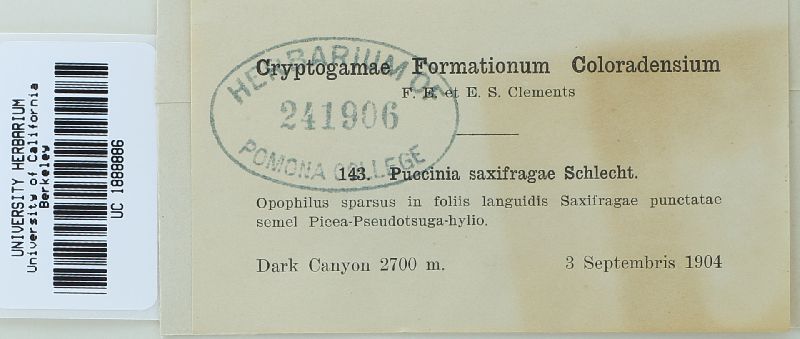 UNIVERSITY HERBARIUM
University of California
Berkeley
UC 1888886
HERBARIUM OF
241906
POMONA COLLEGE
Cryptogamae Formationum Coloradensium
F. E. et E. S. Clements
143. Puccinia saxifragae Schlecht.
Opophilus sparsus in foliis languidis Saxifragae punctatae
semel Picea-Pseudotsuga-hylio.
Dark Canyon 2700 m. 3 Septembris 1904